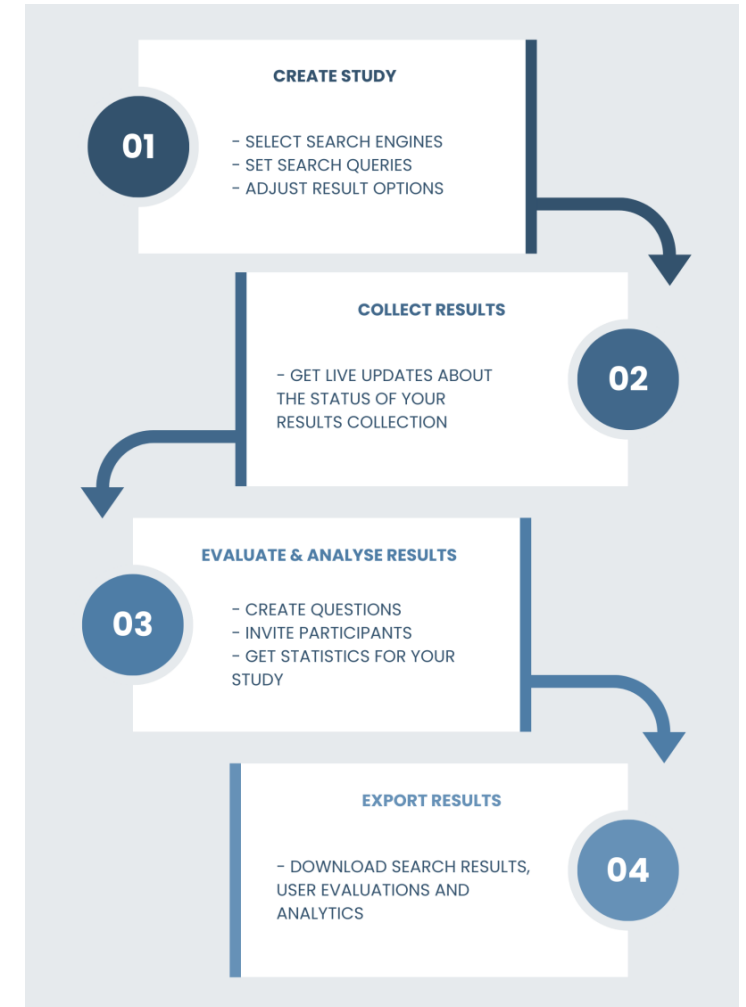 CREATE STUDY
01
- SELECT SEARCH ENGINES
- SET SEARCH QUERIES
- ADJUST RESULT OPTIONS
COLLECT RESULTS
02
- GET LIVE UPDATES ABOUT
THE STATUS OF YOUR
RESULTS COLLECTION
EVALUATE & ANALYSE RESULTS
03
- CREATE QUESTIONS
- INVITE PARTICIPANTS
- GET STATISTICS FOR YOUR
STUDY
EXPORT RESULTS
04
- DOWNLOAD SEARCH RESULTS,
USER EVALUATIONS AND
ANALYTICS